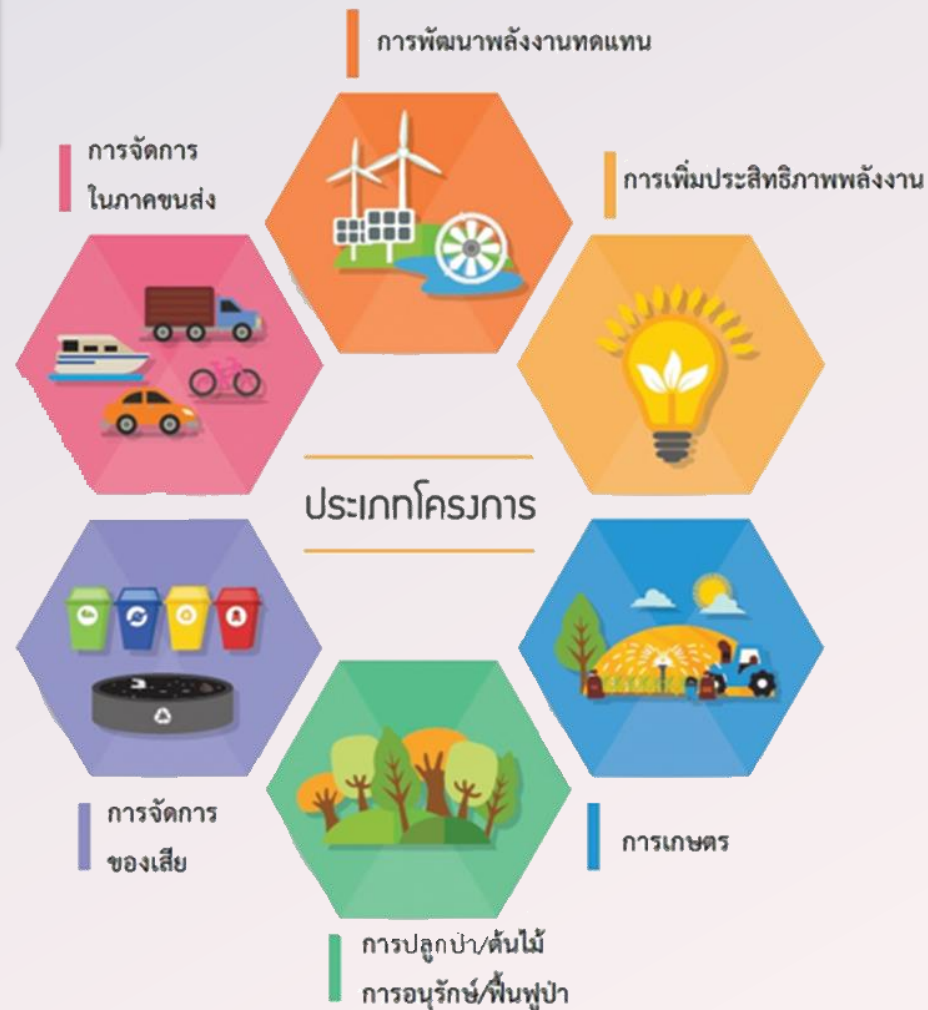 การพัฒนาพลังงานทดแทน
การจัดการ
ในภาคขนส่ง
การเพิ่มประสิทธิภาพพลังงาน
ประเภทโครงการ
การจัดการ
ของเสีย
การเกษตร
การปลูกป่า/ต้นไม้
การอนุรักษ์/ฟื้นฟูป่า